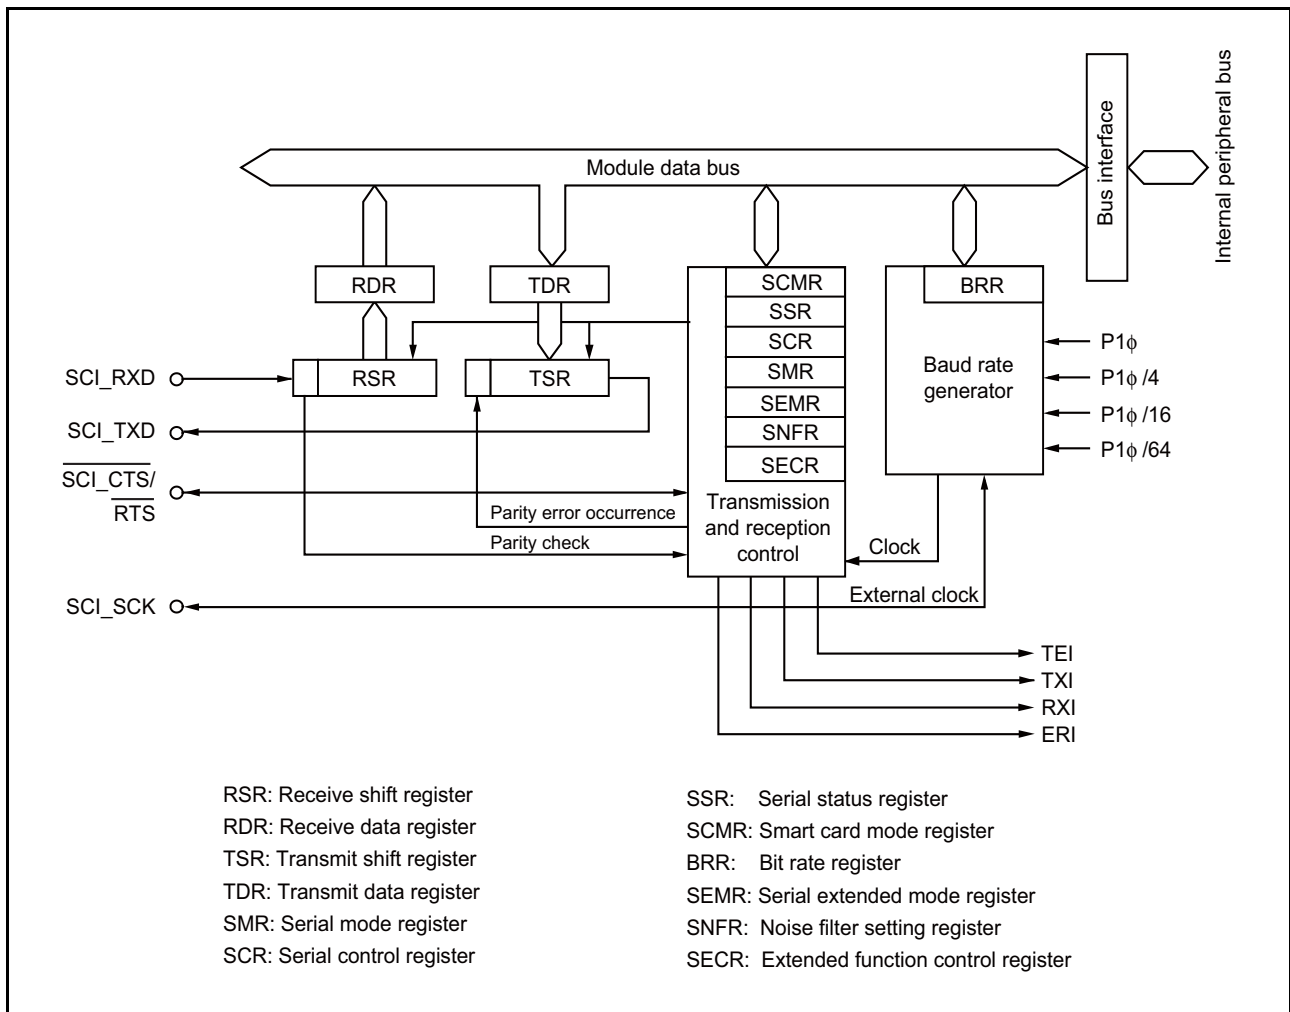 Module data bus
Bus interface
Internal peripheral bus
RDR
TDR
SCMR
SSR
SCR
SMR
SEMR
SNFR
SECR
Transmission
and reception
control
BRR
Baud rate
generator
P1ϕ
P1ϕ /4
P1ϕ /16
P1ϕ /64
SCI_RXD
RSR
TSR
SCI_TXD
SCI_CTS/
RTS
Parity error occurrence
Parity check
Clock
SCI_SCK
External clock
TEI
TXI
RXI
ERI
RSR: Receive shift register
RDR: Receive data register
TSR: Transmit shift register
TDR: Transmit data register
SMR: Serial mode register
SCR: Serial control register
SSR: Serial status register
SCMR: Smart card mode register
BRR: Bit rate register
SEMR: Serial extended mode register
SNFR: Noise filter setting register
SECR: Extended function control register